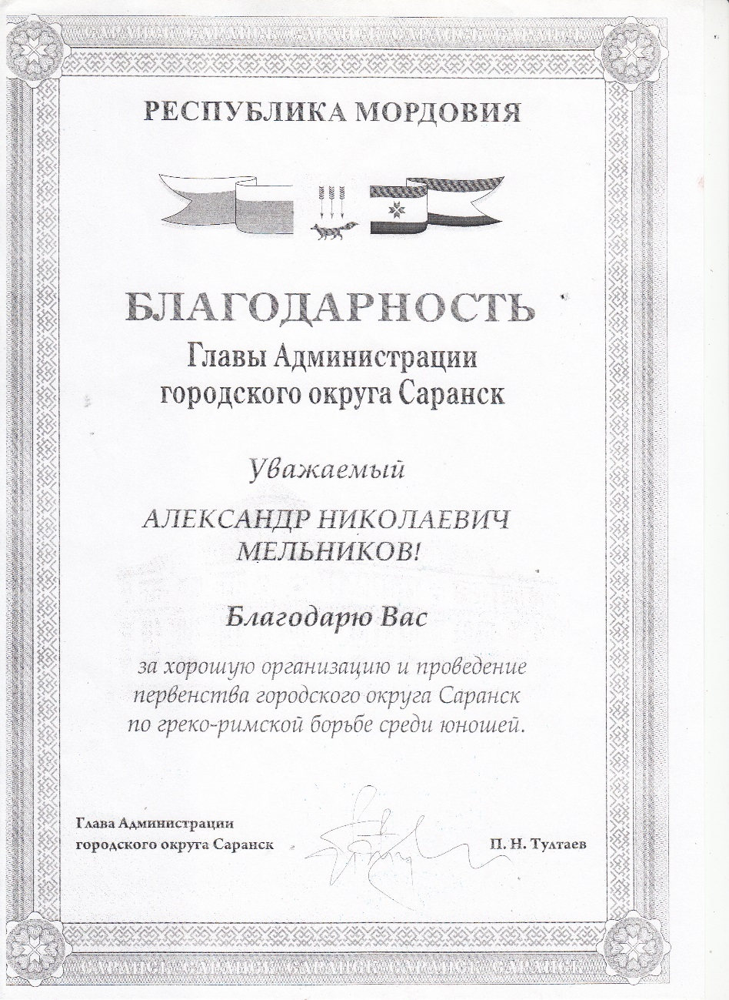 РЕСПУБЛИКА МОРДОВИЯ
БЛАГОДАРНОСТЬ
Главы Администрации
городского округа Саранск
Уважаемый
АЛЕКСАНДР НИКОЛАЕВИЧ
МЕЛЬНИКОВ!
Благодарю Вас
за хорошую организацию и проведение
первенства городского округа Саранск
по греко-римской борьбе среди юношей.
Глава Администрации
городского округа Саранск
П. Н. Тултаев